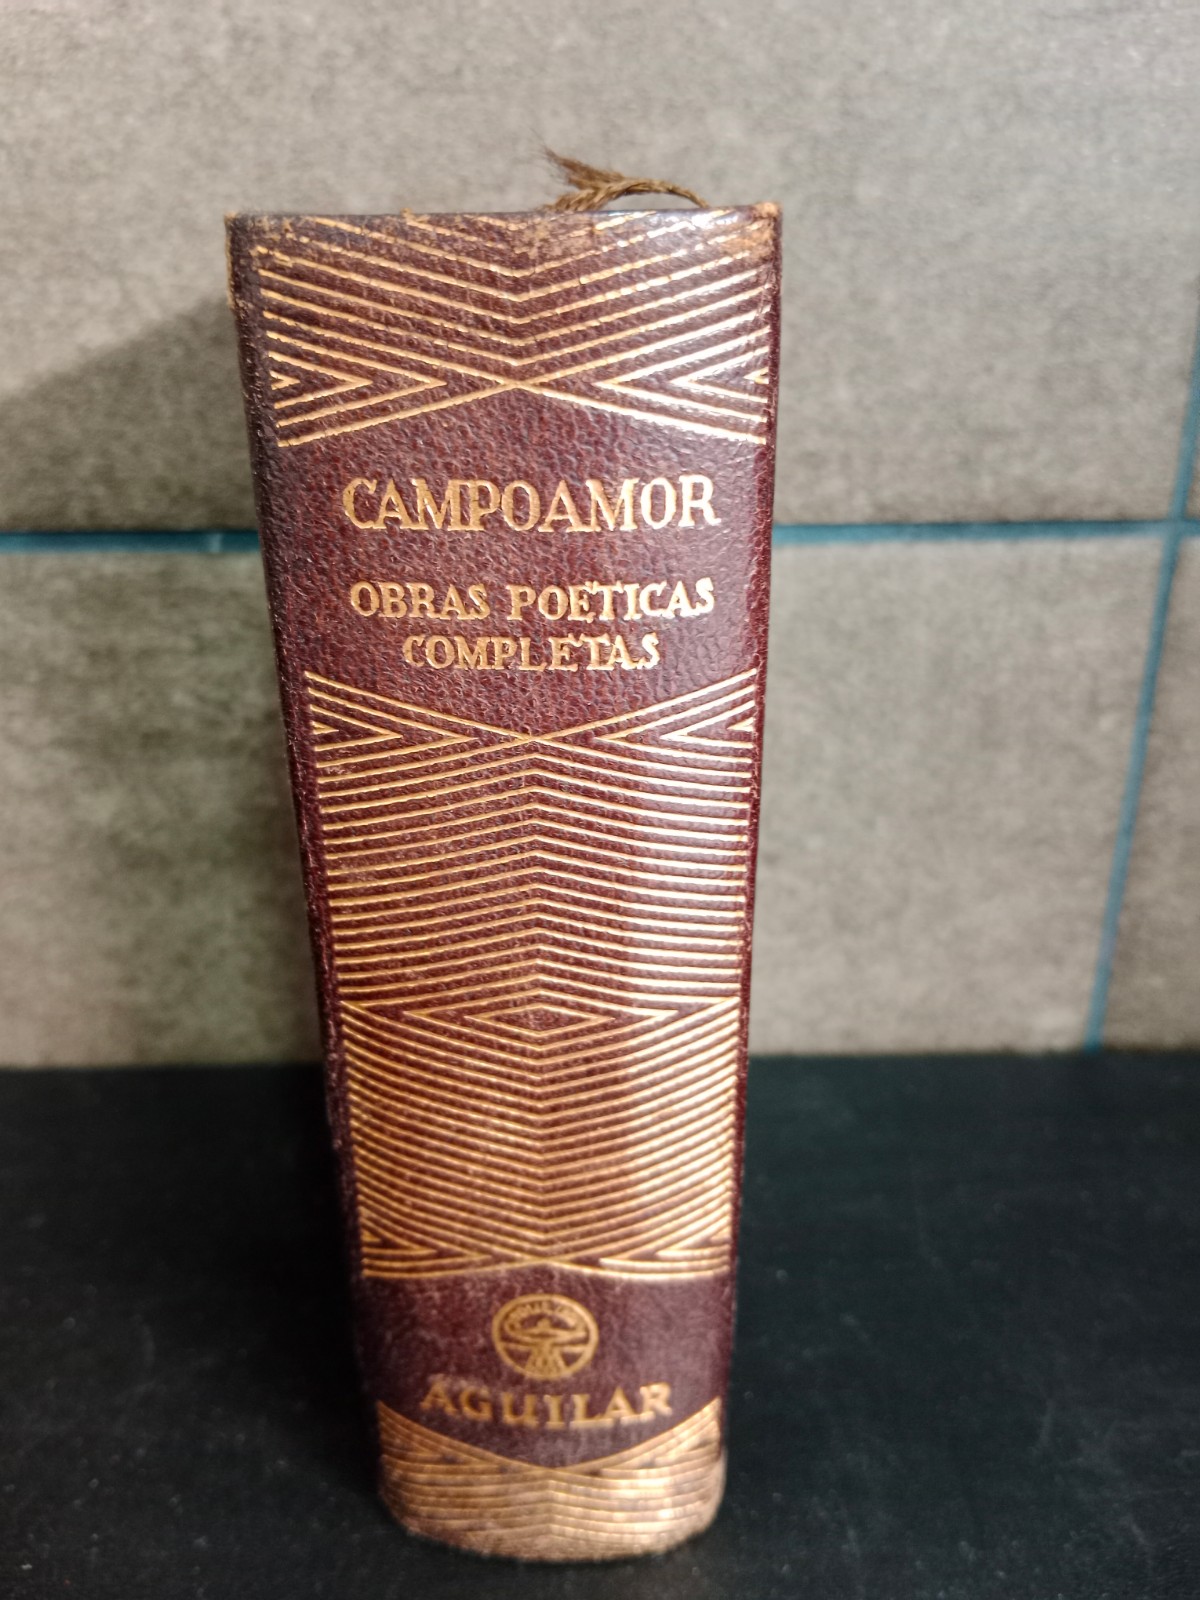 CAMPOAMOR
OBRAS POETICAS
COMPLETAS
AGUILAR